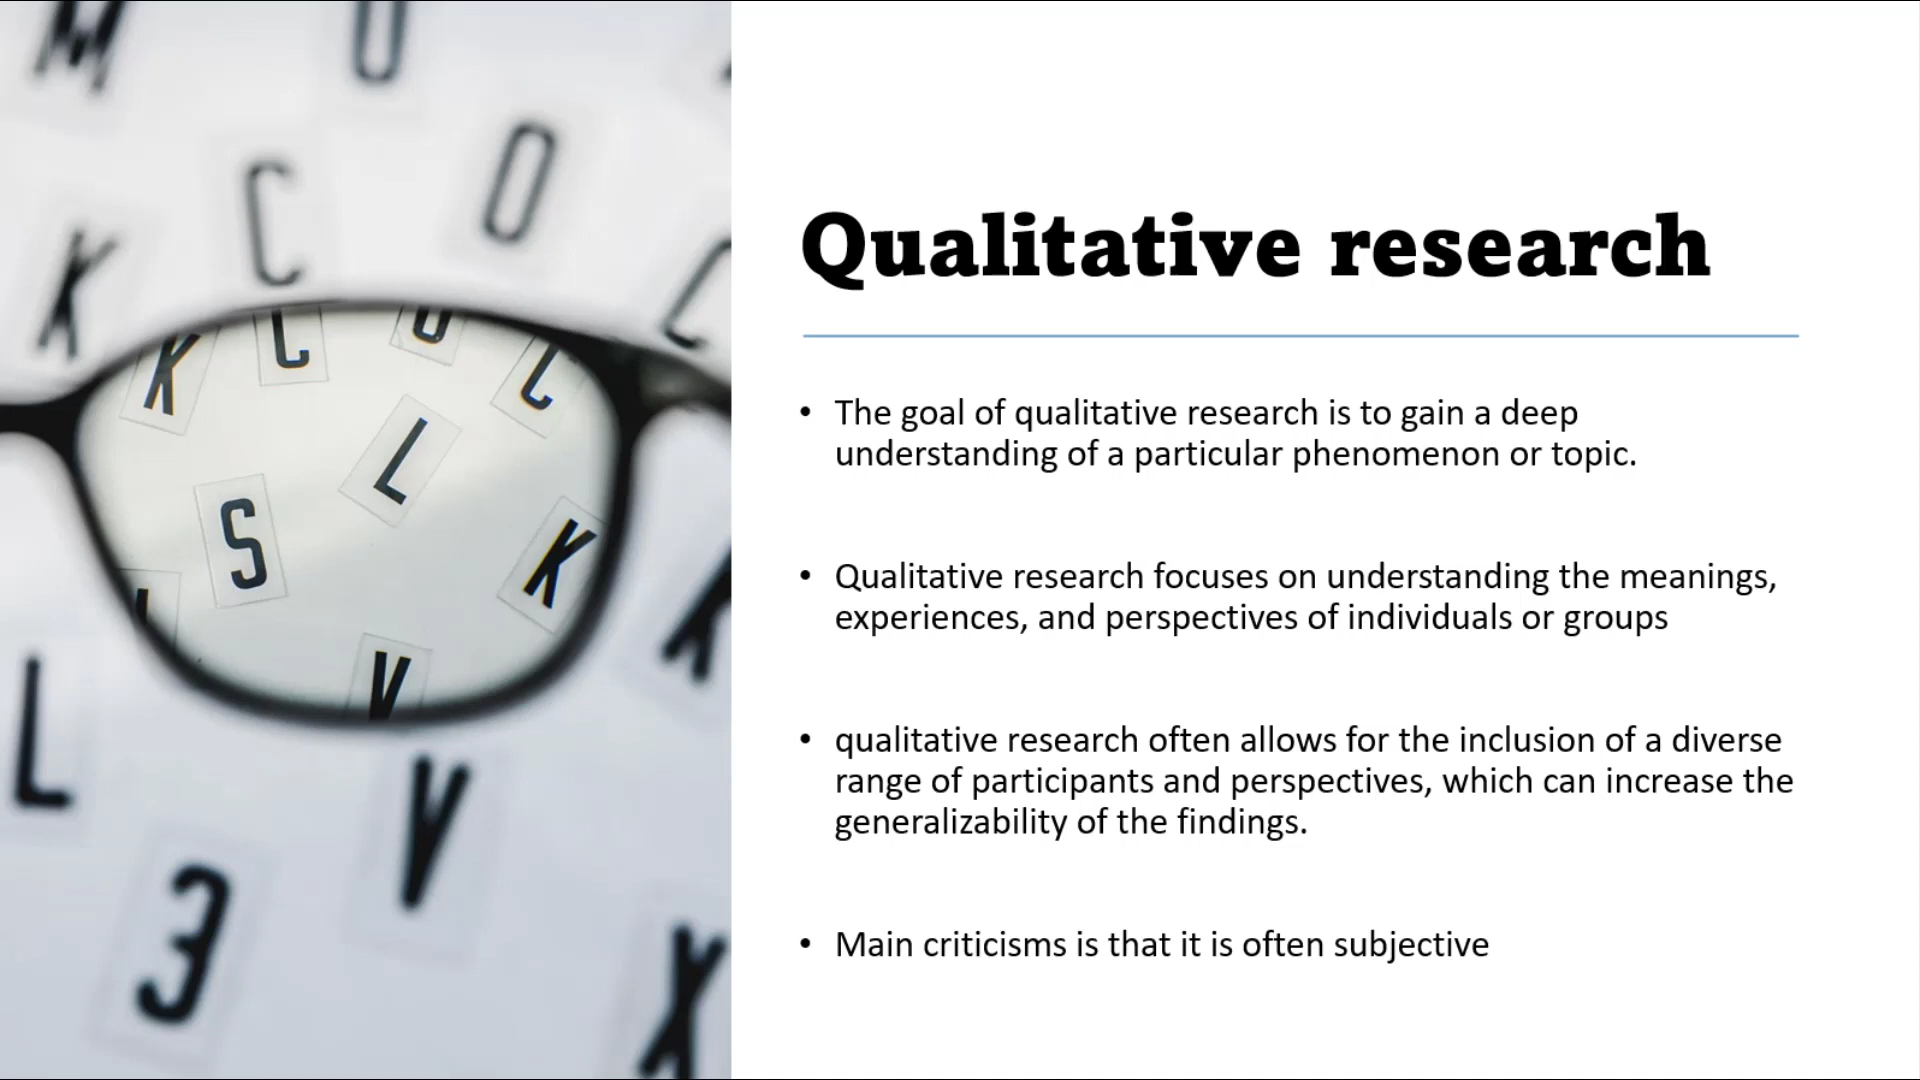 M U
C O
K C
K C U C
L
S K
V
L V
3
X
Qualitative research
• The goal of qualitative research is to gain a deep
understanding of a particular phenomenon or topic.
• Qualitative research focuses on understanding the meanings,
experiences, and perspectives of individuals or groups
• qualitative research often allows for the inclusion of a diverse
range of participants and perspectives, which can increase the
generalizability of the findings.
• Main criticisms is that it is often subjective